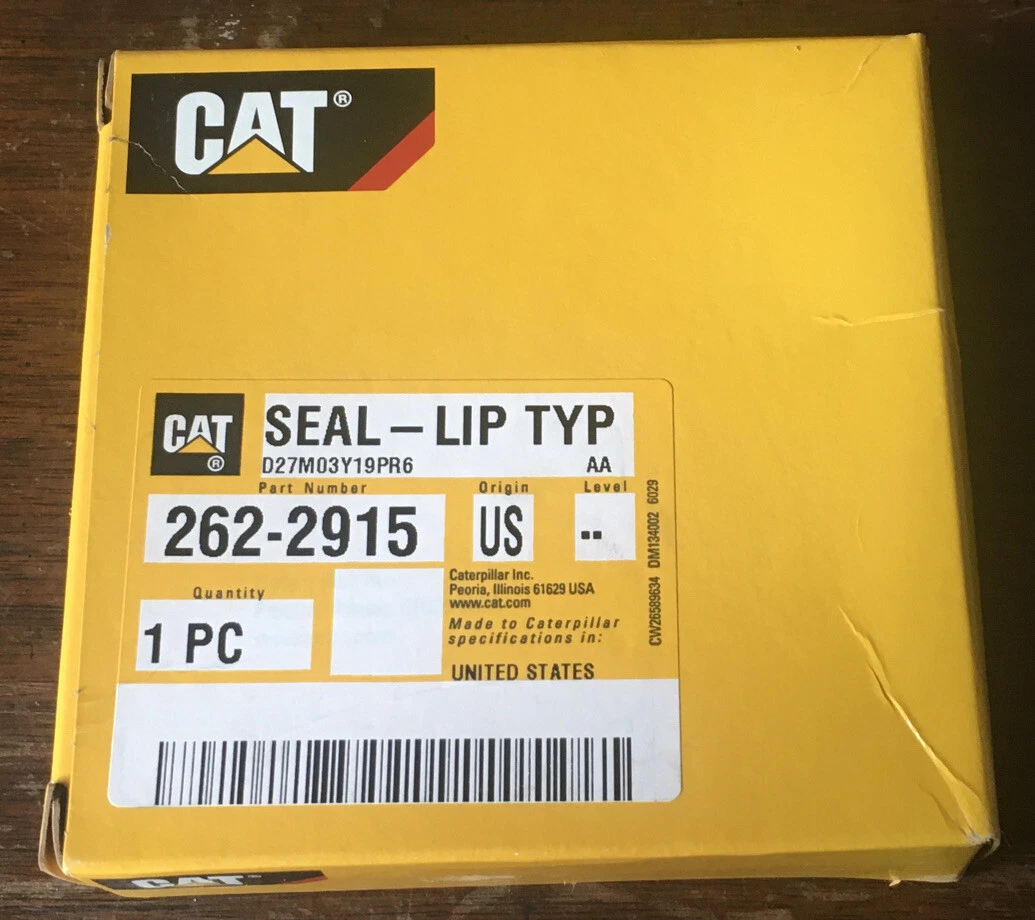 CAT®
CAT®
SEAL – LIP TYP
D27M03Y19PR6 AA
Part Number Origin Level
262-2915 US --
Quantity
1 PC
Caterpillar Inc.
Peoria, Illinois 61629 USA
www.cat.com
Made to Caterpillar
specifications in:
UNITED STATES
CW26589634 DM134002 6029
CAT™